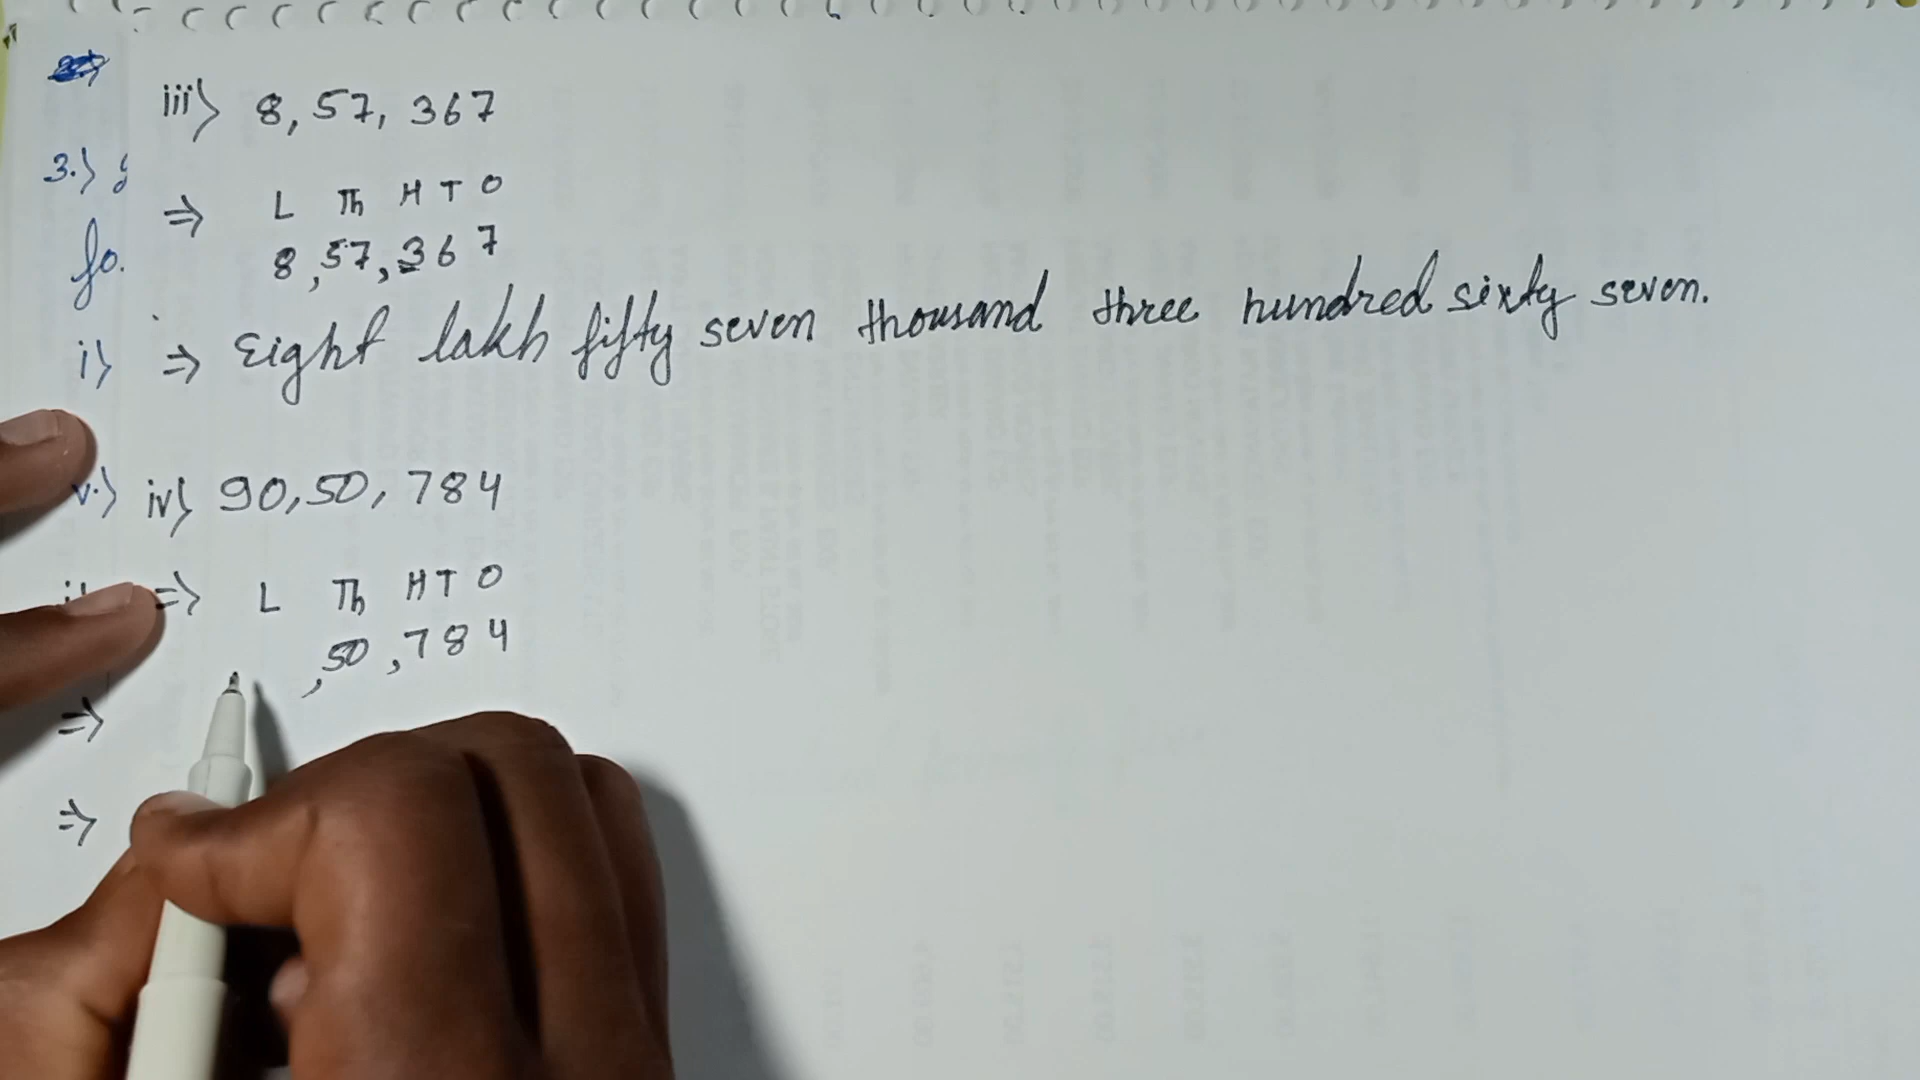 iii) 8,57,367
3.)
⇒ L Th H T O
8,57,367
i) ⇒ Eight lakh fifty seven thousand three hundred sixty seven.
v.) iv) 90,50,784
⇒ L Th H T O
,50,784
⇒
⇒